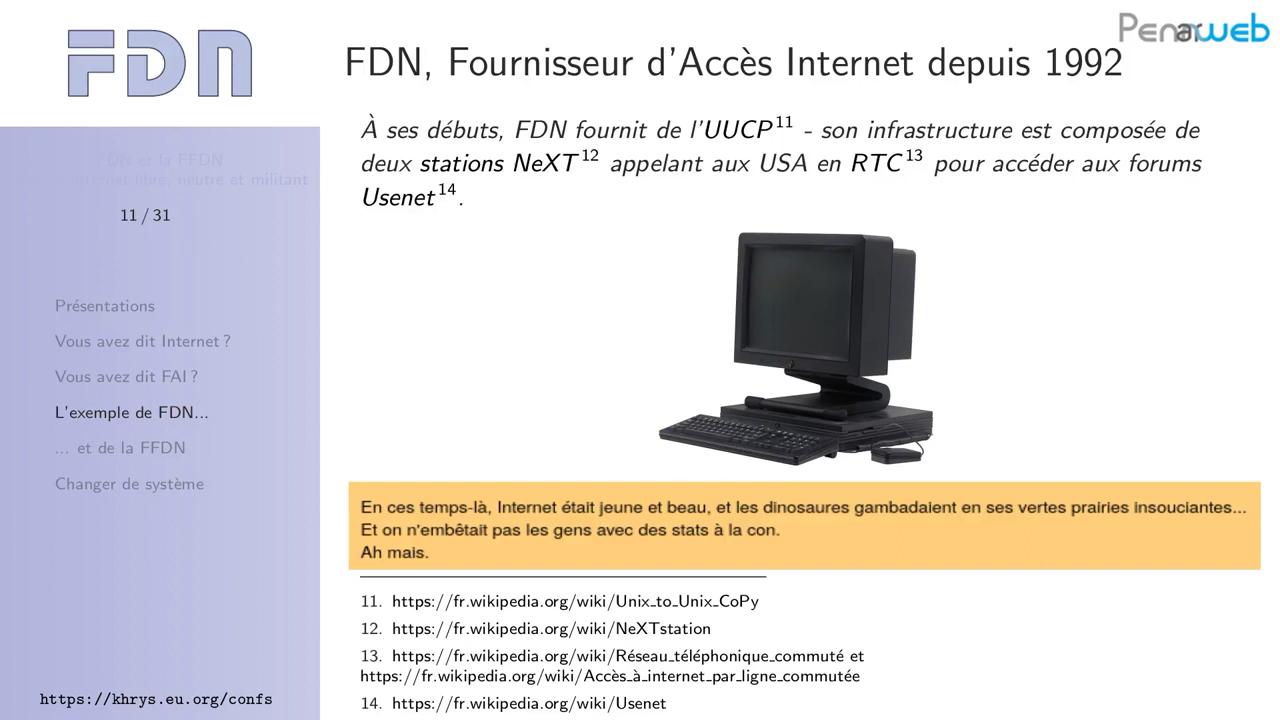 FDN
Penarweb
FDN, Fournisseur d'Accès Internet depuis 1992
À ses débuts, FDN fournit de l'UUCP¹¹ - son infrastructure est composée de
deux stations NeXT¹² appelant aux USA en RTC¹³ pour accéder aux forums
Usenet¹⁴.
FDN et la FFDN
internet libre, neutre et militant
11 / 31
Présentations
Vous avez dit Internet ?
Vous avez dit FAI ?
L'exemple de FDN...
... et de la FFDN
Changer de système
https://khrys.eu.org/confs
En ces temps-là, Internet était jeune et beau, et les dinosaures gambadaient en ses vertes prairies insouciantes...
Et on n'embêtait pas les gens avec des stats à la con.
Ah mais.
11. https://fr.wikipedia.org/wiki/Unix_to_Unix_CoPy
12. https://fr.wikipedia.org/wiki/NeXTstation
13. https://fr.wikipedia.org/wiki/Réseau_téléphonique_commuté et
https://fr.wikipedia.org/wiki/Accès_à_internet_par_ligne_commutée
14. https://fr.wikipedia.org/wiki/Usenet